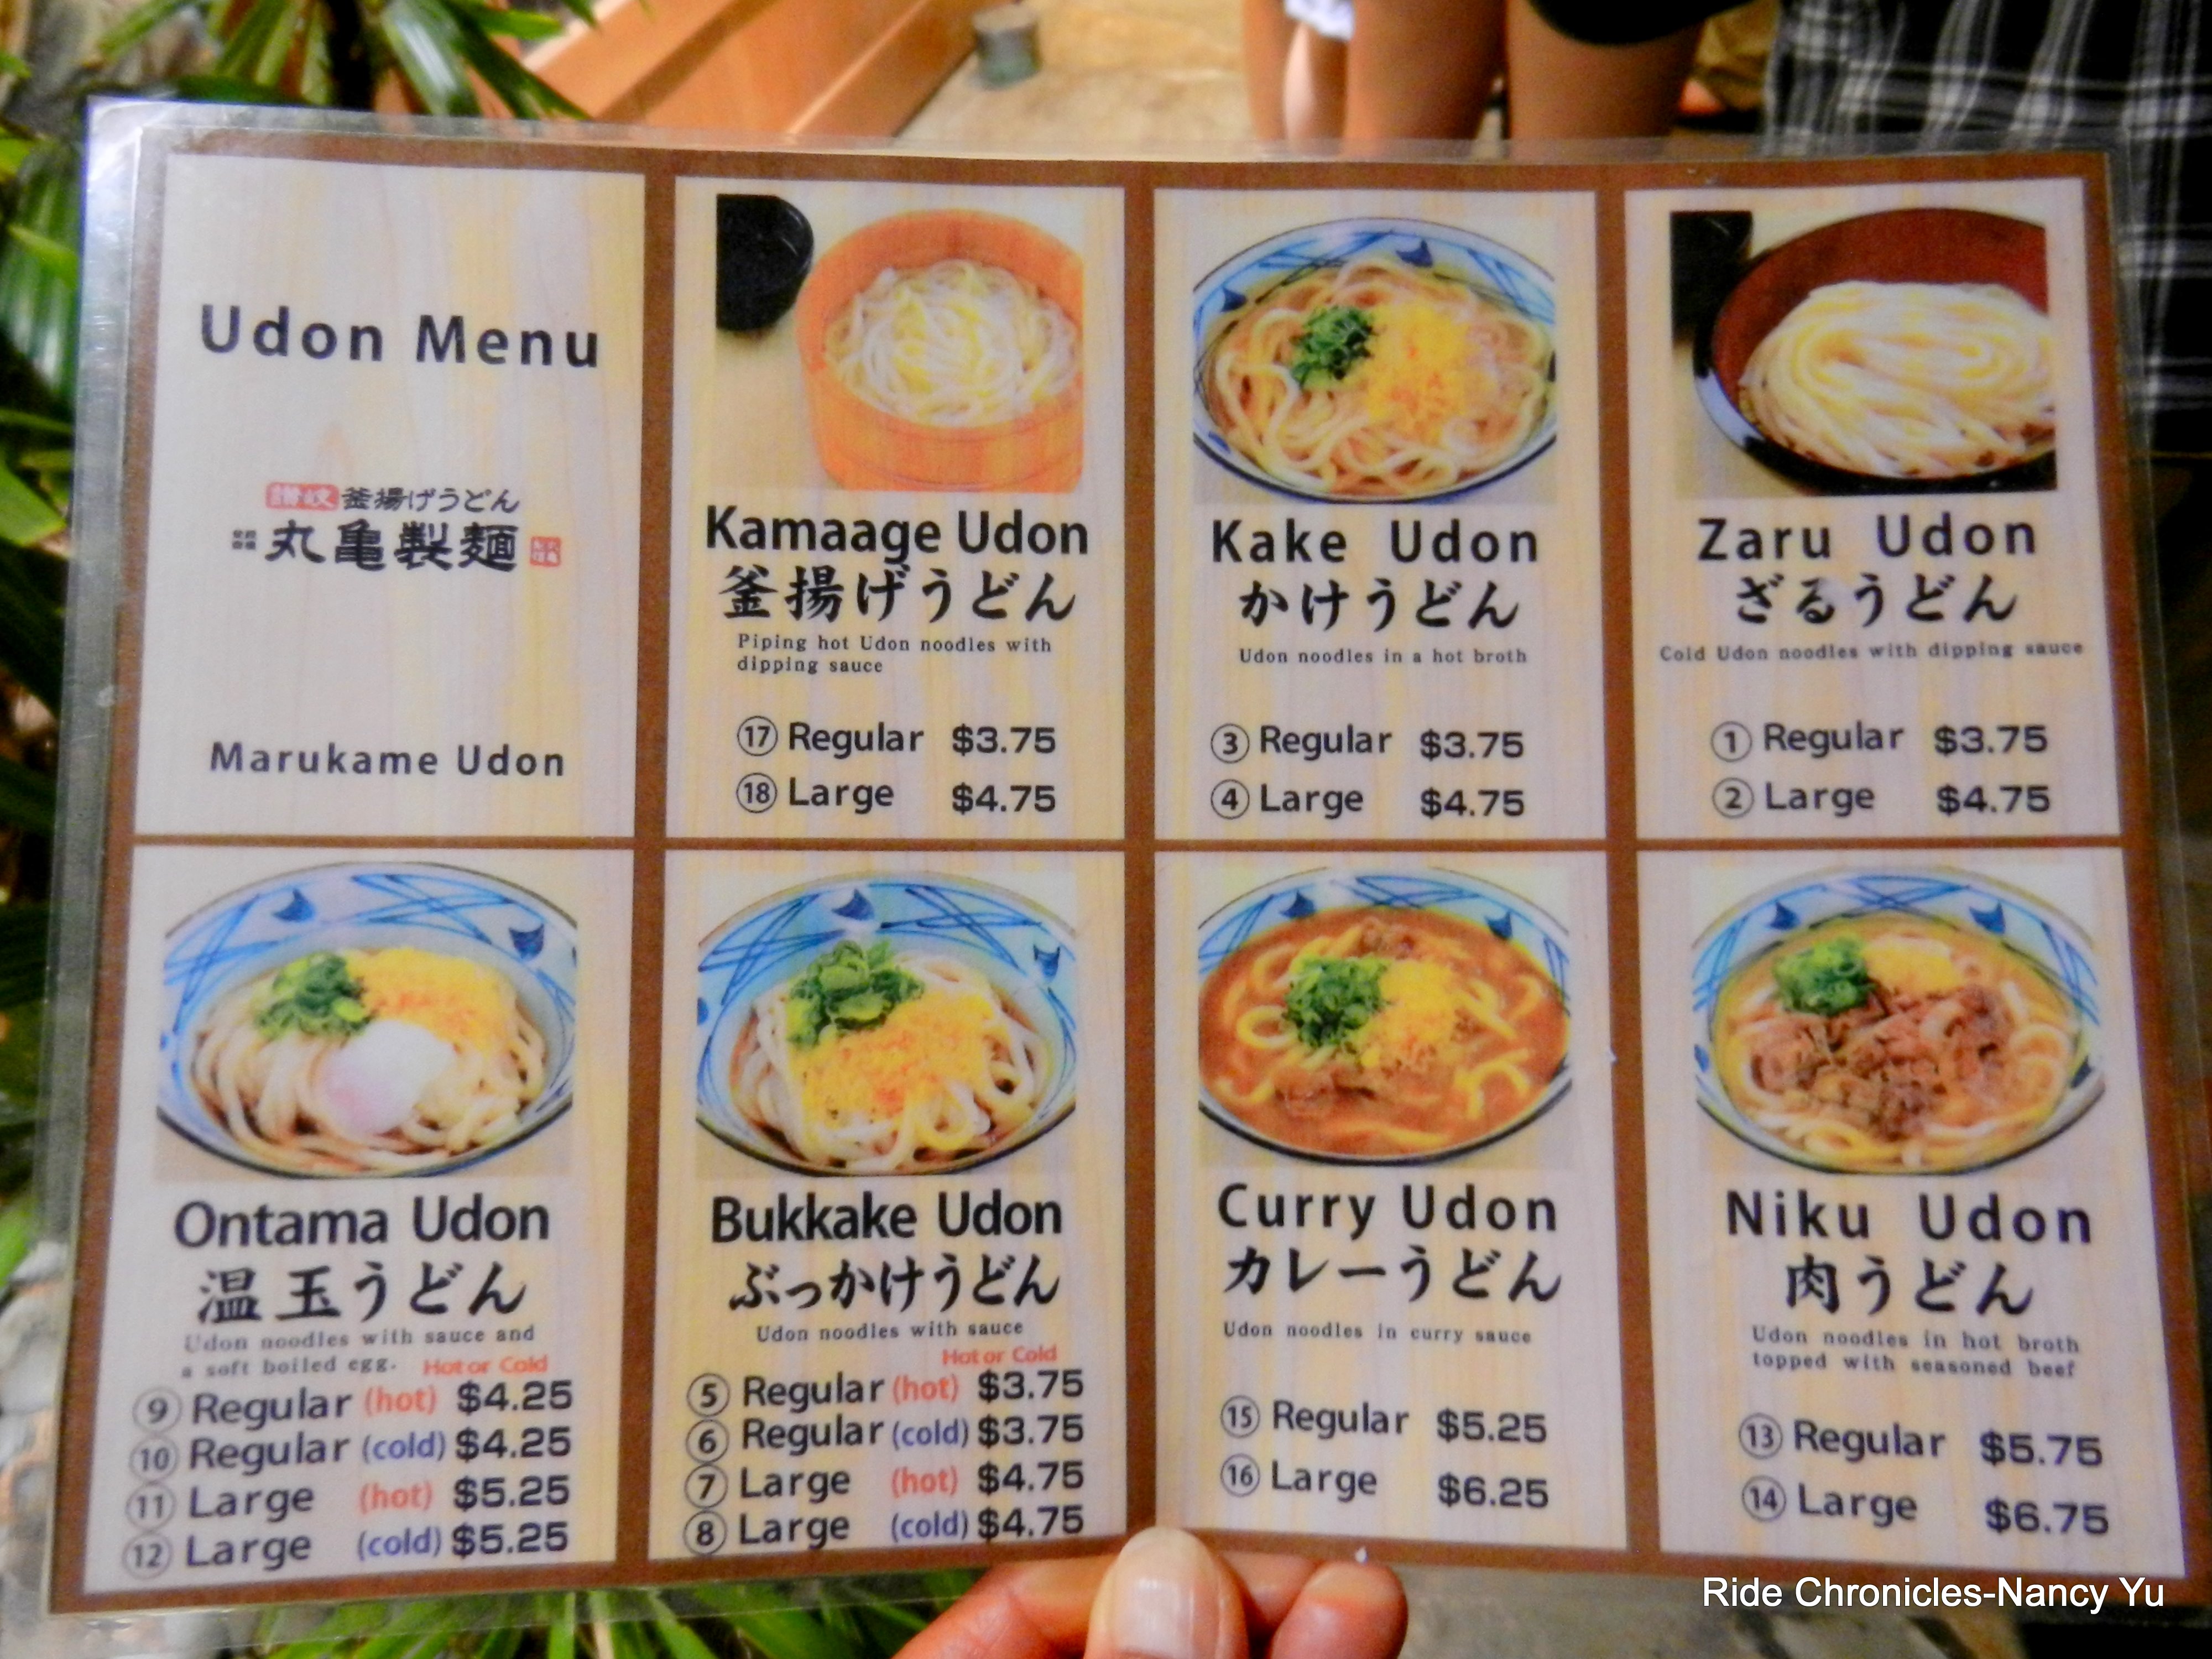 Udon Menu
讃岐 釜揚げうどん
丸亀製麺
Marukame Udon
Kamaage Udon
釜揚げうどん
Piping hot Udon noodles with
dipping sauce
⑰ Regular $3.75
⑱ Large $4.75
Kake Udon
かけうどん
Udon noodles in a hot broth
③ Regular $3.75
④ Large $4.75
Zaru Udon
ざるうどん
Cold Udon noodles with dipping sauce
① Regular $3.75
② Large $4.75
Ontama Udon
温玉うどん
Udon noodles with sauce and
a soft boiled egg. Hot or Cold
⑨ Regular (hot) $4.25
⑩ Regular (cold) $4.25
⑪ Large (hot) $5.25
⑫ Large (cold) $5.25
Bukkake Udon
ぶっかけうどん
Udon noodles with sauce
Hot or Cold
⑤ Regular (hot) $3.75
⑥ Regular (cold) $3.75
⑦ Large (hot) $4.75
⑧ Large (cold) $4.75
Curry Udon
カレーうどん
Udon noodles in curry sauce
⑮ Regular $5.25
⑯ Large $6.25
Niku Udon
肉うどん
Udon noodles in hot broth
topped with seasoned beef
⑬ Regular $5.75
⑭ Large $6.75
Ride Chronicles-Nancy Yu